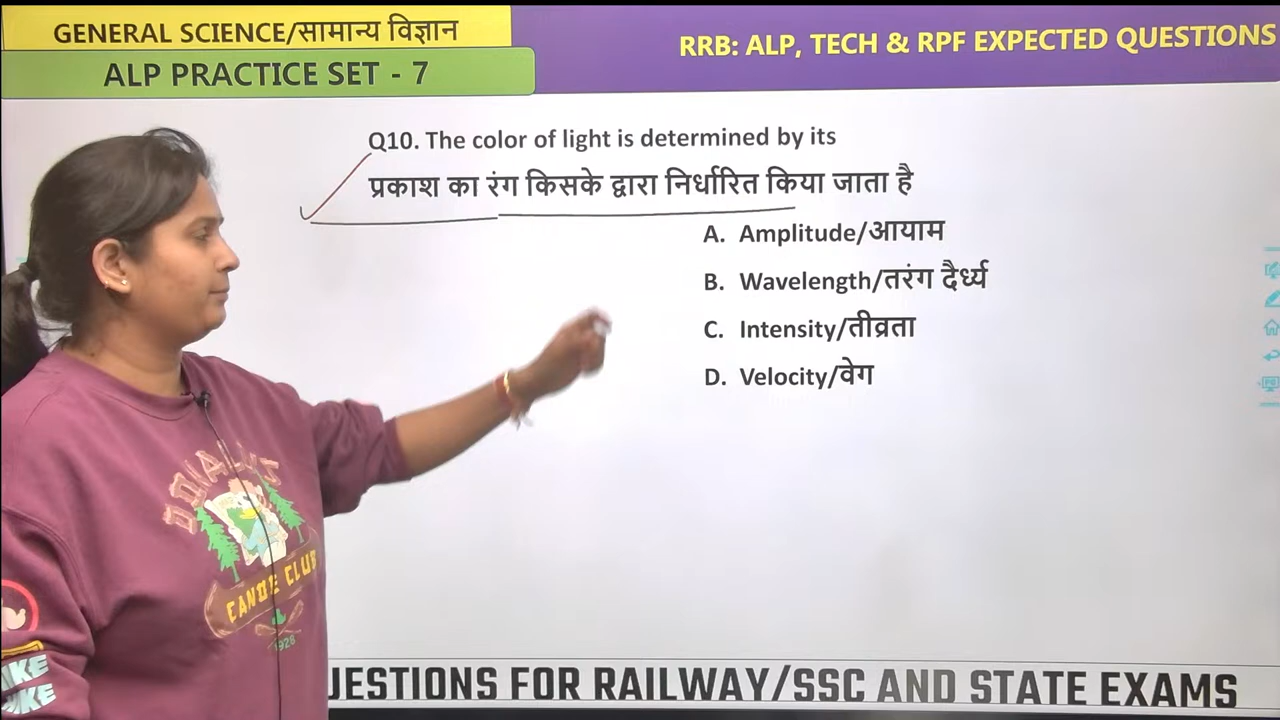 GENERAL SCIENCE/सामान्य विज्ञान
RRB: ALP, TECH & RPF EXPECTED QUESTIONS
ALP PRACTICE SET - 7
Q10. The color of light is determined by its
प्रकाश का रंग किसके द्वारा निर्धारित किया जाता है
A. Amplitude/आयाम
B. Wavelength/तरंग दैर्ध्य
C. Intensity/तीव्रता
D. Velocity/वेग
CANOE CLUB
1928
UESTIONS FOR RAILWAY/SSC AND STATE EXAMS